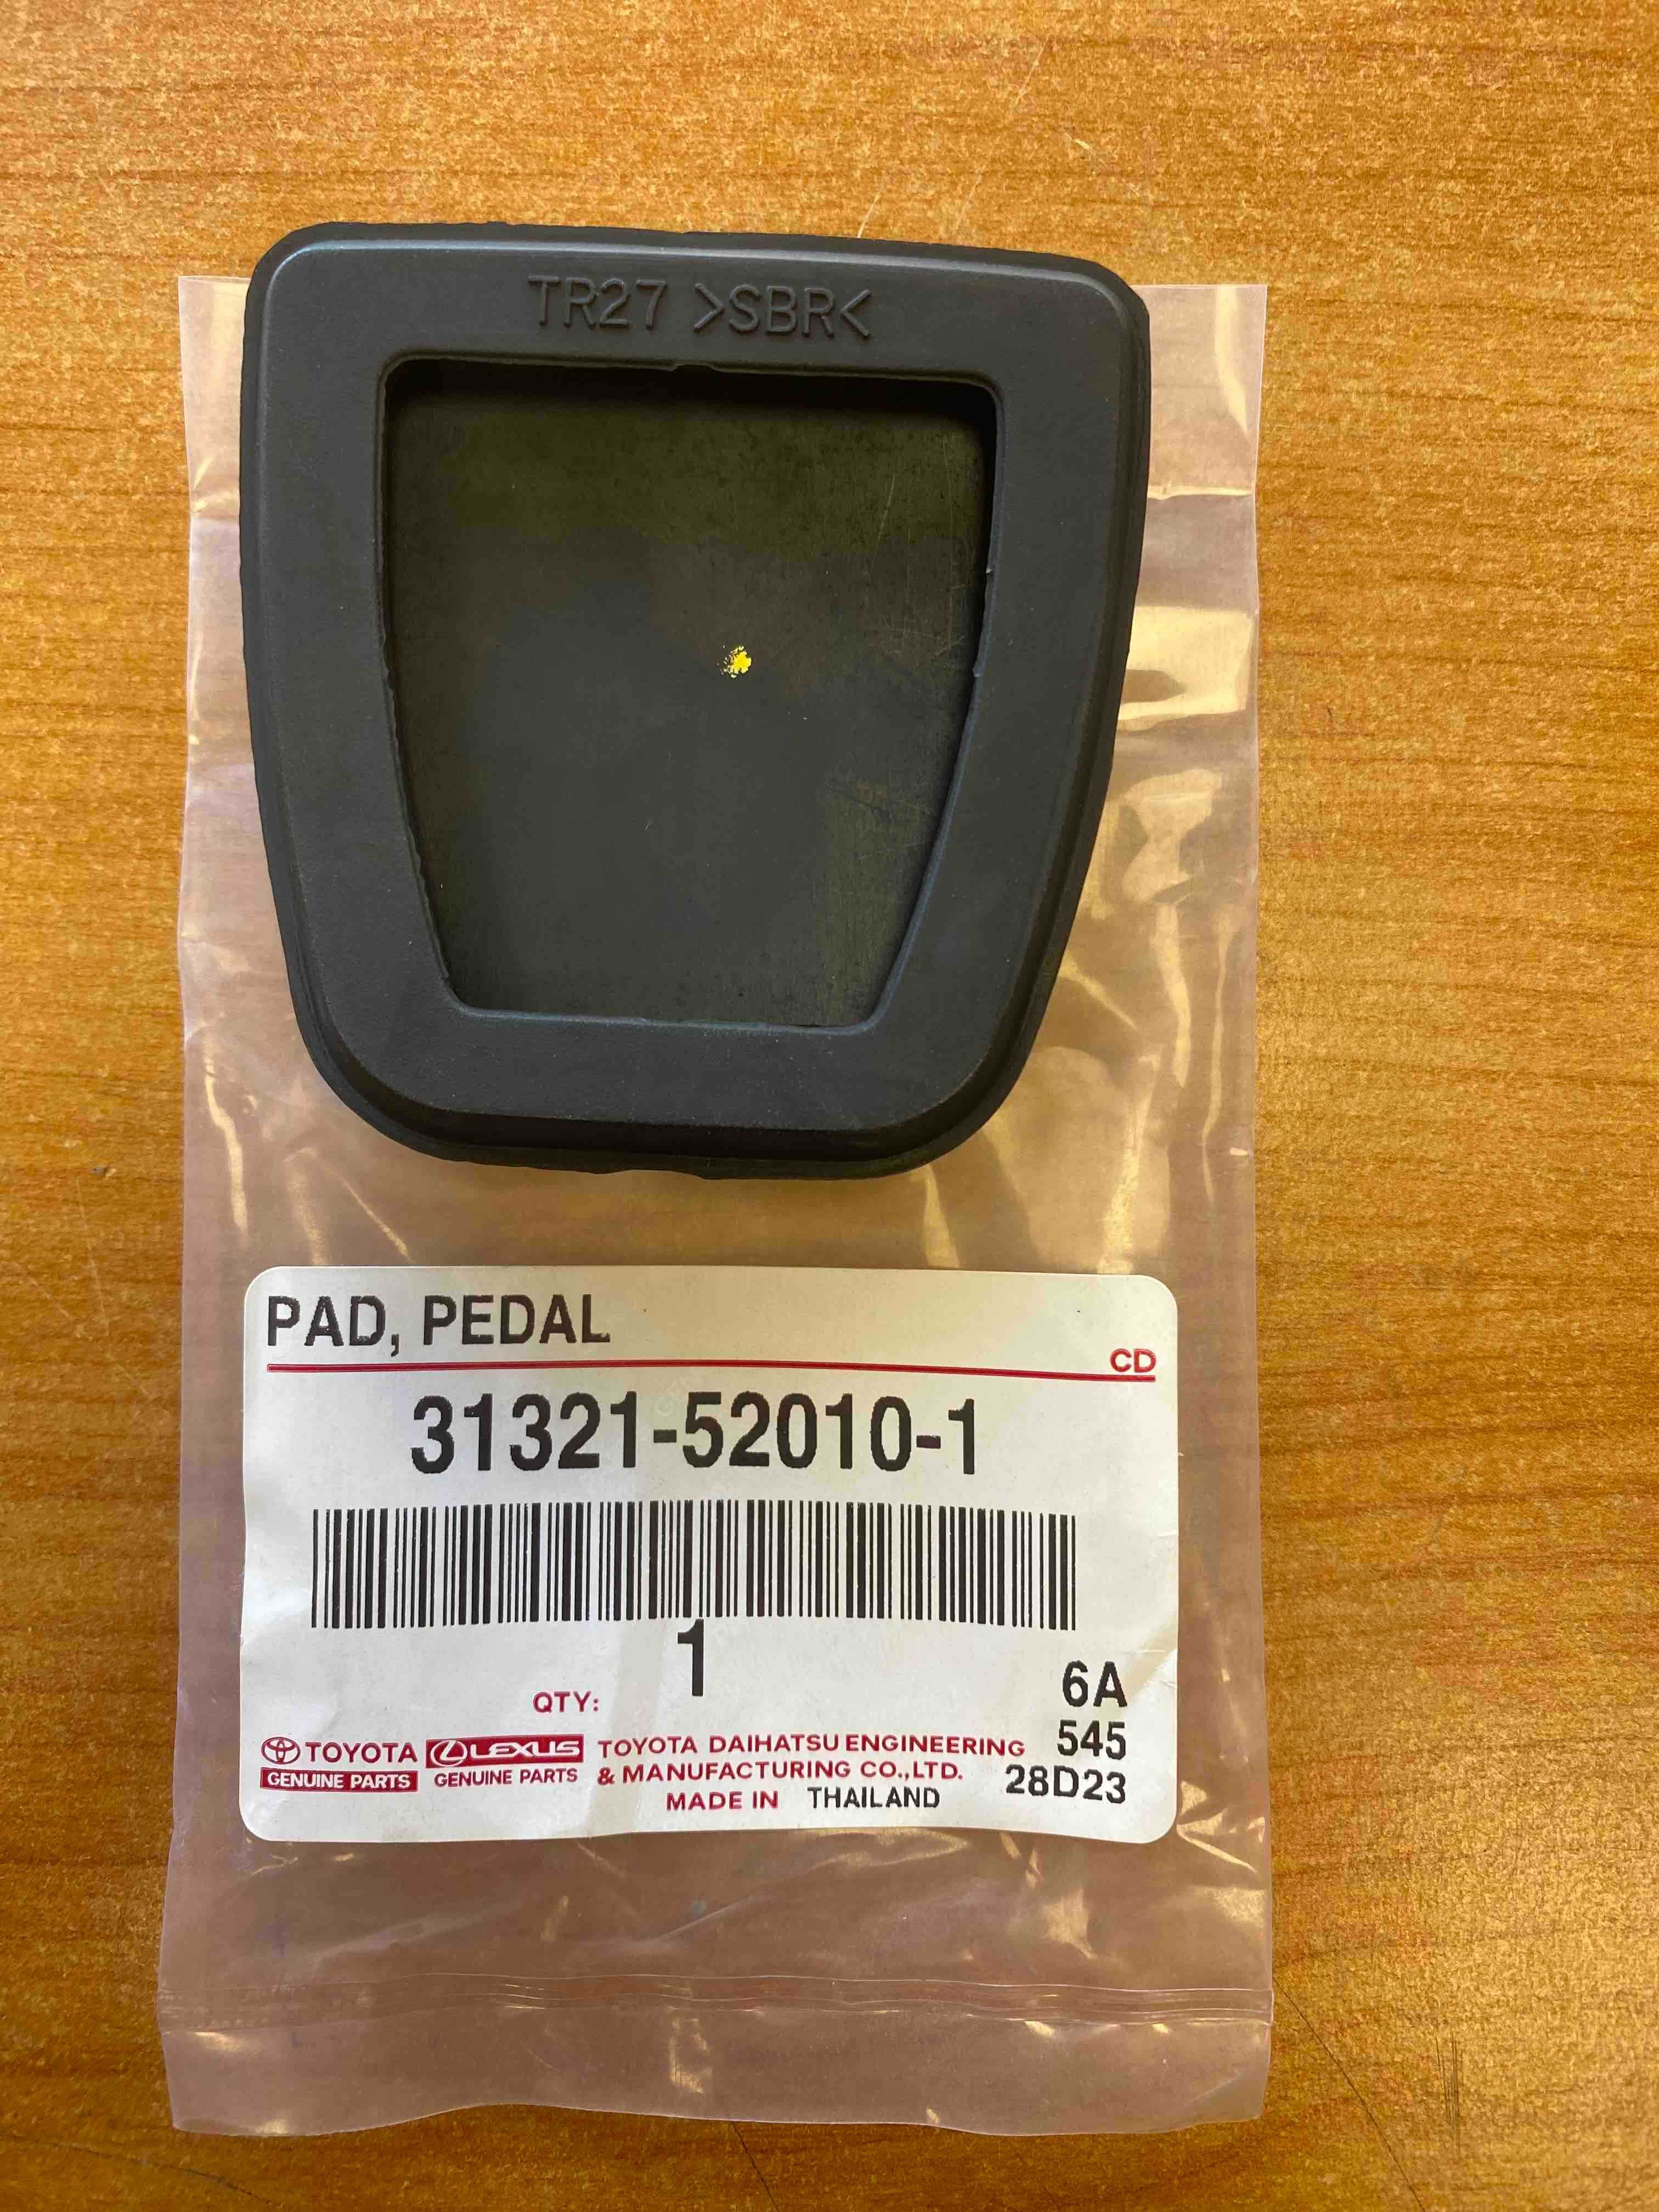 TR27 >SBR<
PAD, PEDAL
CD
31321-52010-1
1
QTY:
6A
545
28D23
TOYOTA
GENUINE PARTS
LEXUS
GENUINE PARTS
TOYOTA DAIHATSU ENGINEERING
& MANUFACTURING CO.,LTD.
MADE IN THAILAND